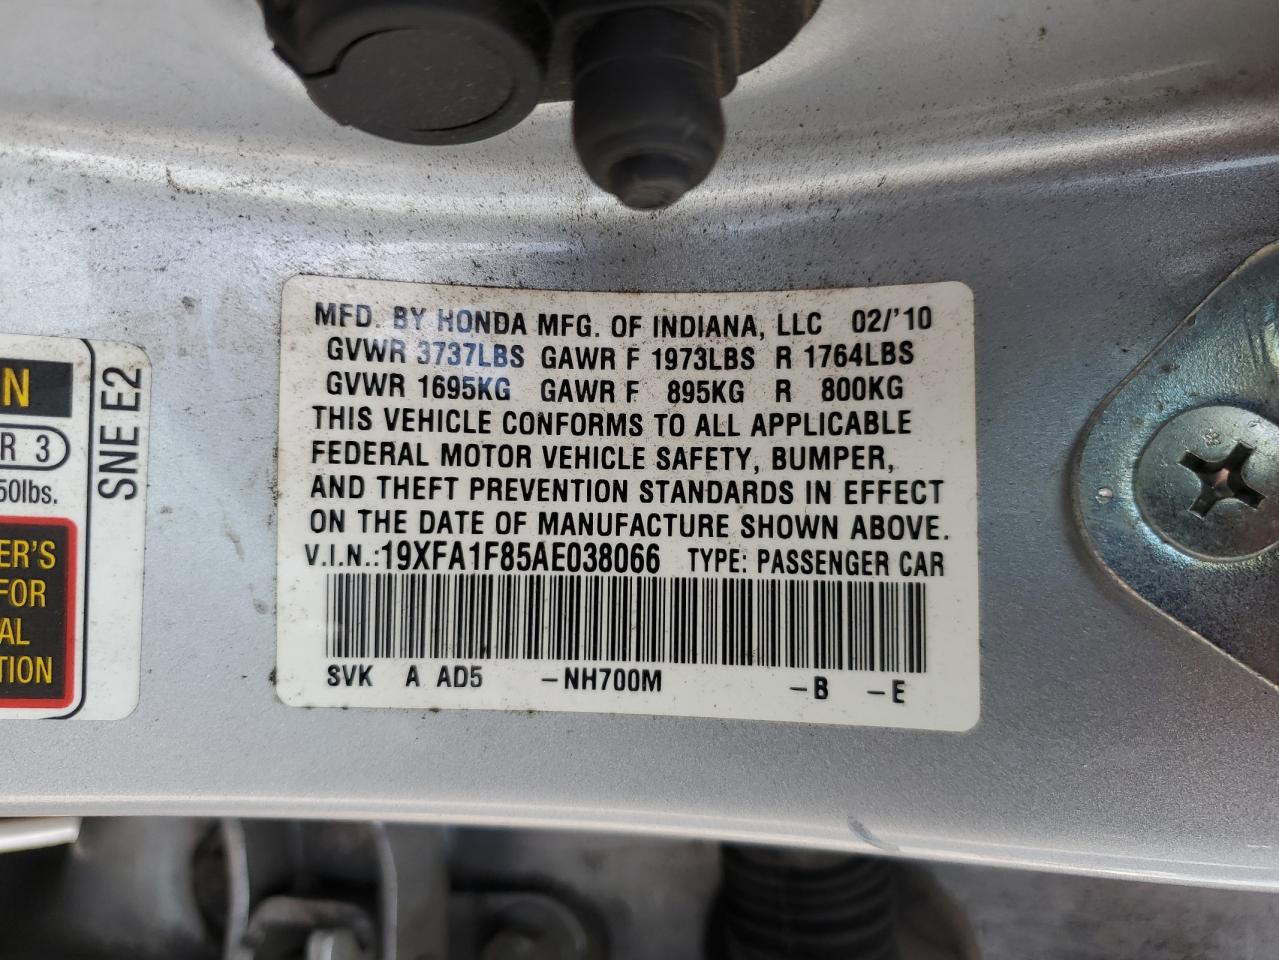 MFD. BY HONDA MFG. OF INDIANA, LLC 02/'10
GVWR 3737LBS GAWR F 1973LBS R 1764LBS
GVWR 1695KG GAWR F 895KG R 800KG
THIS VEHICLE CONFORMS TO ALL APPLICABLE
FEDERAL MOTOR VEHICLE SAFETY, BUMPER,
AND THEFT PREVENTION STANDARDS IN EFFECT
ON THE DATE OF MANUFACTURE SHOWN ABOVE.
V.I.N.:19XFA1F85AE038066 TYPE: PASSENGER CAR
SVK A AD5 -NH700M -B -E
N
R 3
50lbs.
ER'S
FOR
AL
TION
SNE E2